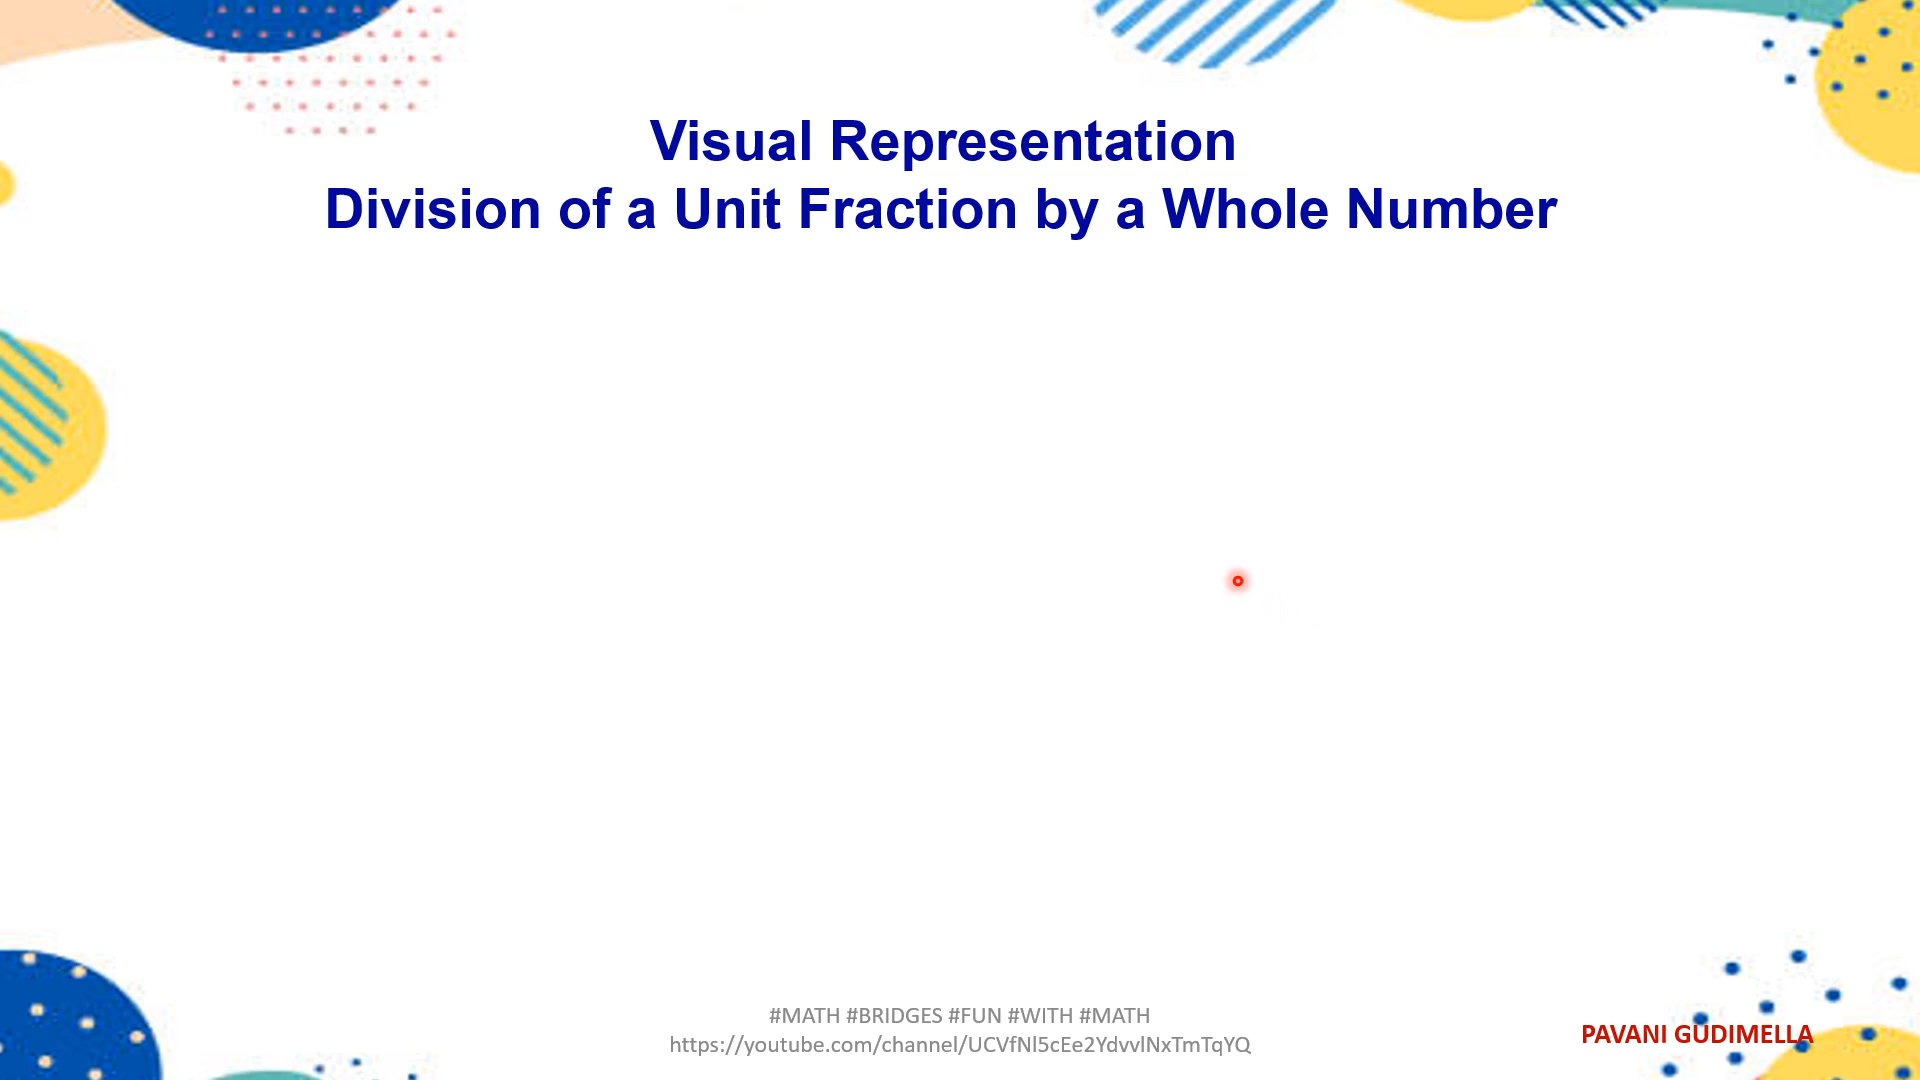 Visual Representation
Division of a Unit Fraction by a Whole Number
#MATH #BRIDGES #FUN #WITH #MATH
https://youtube.com/channel/UCVfNl5cEe2YdvvlNxTmTqYQ
PAVANI GUDIMELLA